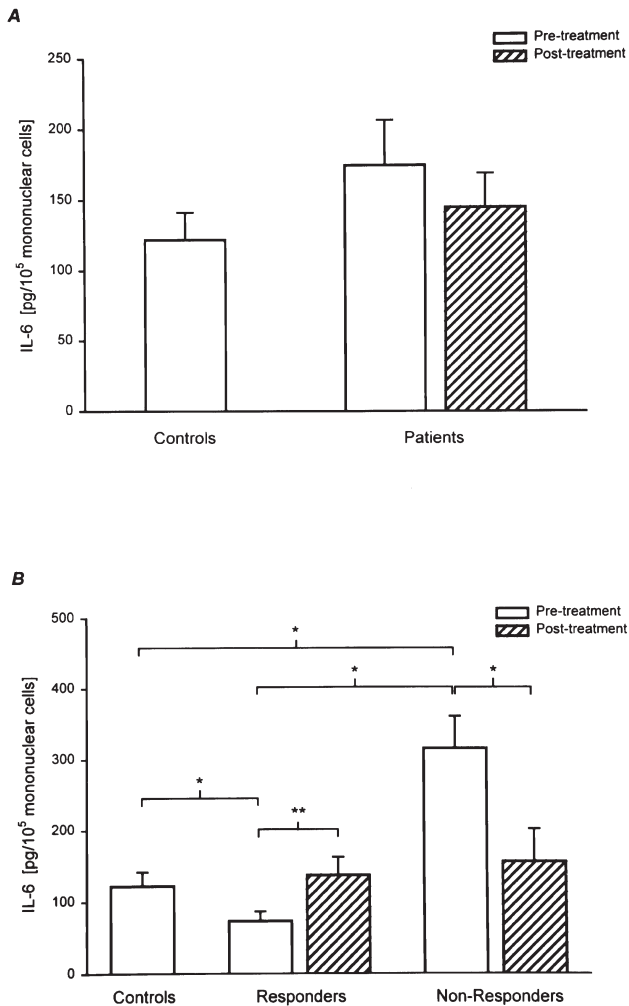 A
Pre-treatment
Post-treatment
250
200
150
100
50
0
IL-6 [pg/10⁵ mononuclear cells]
Controls Patients
B
Pre-treatment
Post-treatment
500
400
300
200
100
0
IL-6 [pg/10⁵ mononuclear cells]
*
* *
*
**
Controls Responders Non-Responders